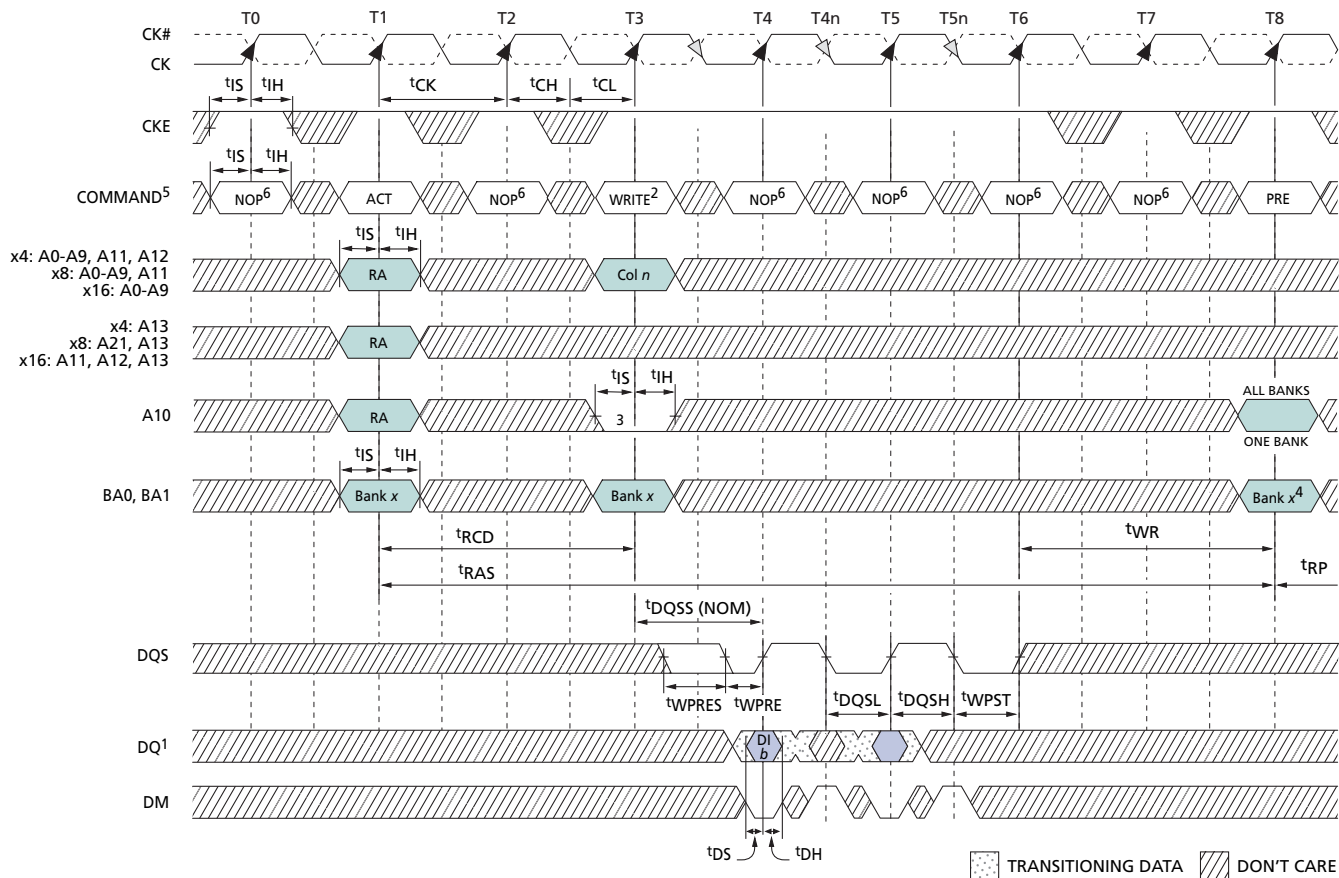 T0 T1 T2 T3 T4 T4n T5 T5n T6 T7 T8
CK#
CK
tIS tIH tCK tCH tCL
CKE
tIS tIH
COMMAND5 NOP6 ACT NOP6 WRITE2 NOP6 NOP6 NOP6 NOP6 PRE
tIS tIH
x4: A0-A9, A11, A12
x8: A0-A9, A11
x16: A0-A9
RA Col n
x4: A13
x8: A21, A13
x16: A11, A12, A13
RA
tIS tIH
ALL BANKS
A10 RA 3
ONE BANK
tIS tIH
BA0, BA1 Bank x Bank x Bank x4
tRCD tWR
tRAS tRP
tDQSS (NOM)
DQS
tWPRES tWPRE tDQSL tDQSH tWPST
DQ1 DI
b
DM
tDS tDH
TRANSITIONING DATA DON'T CARE